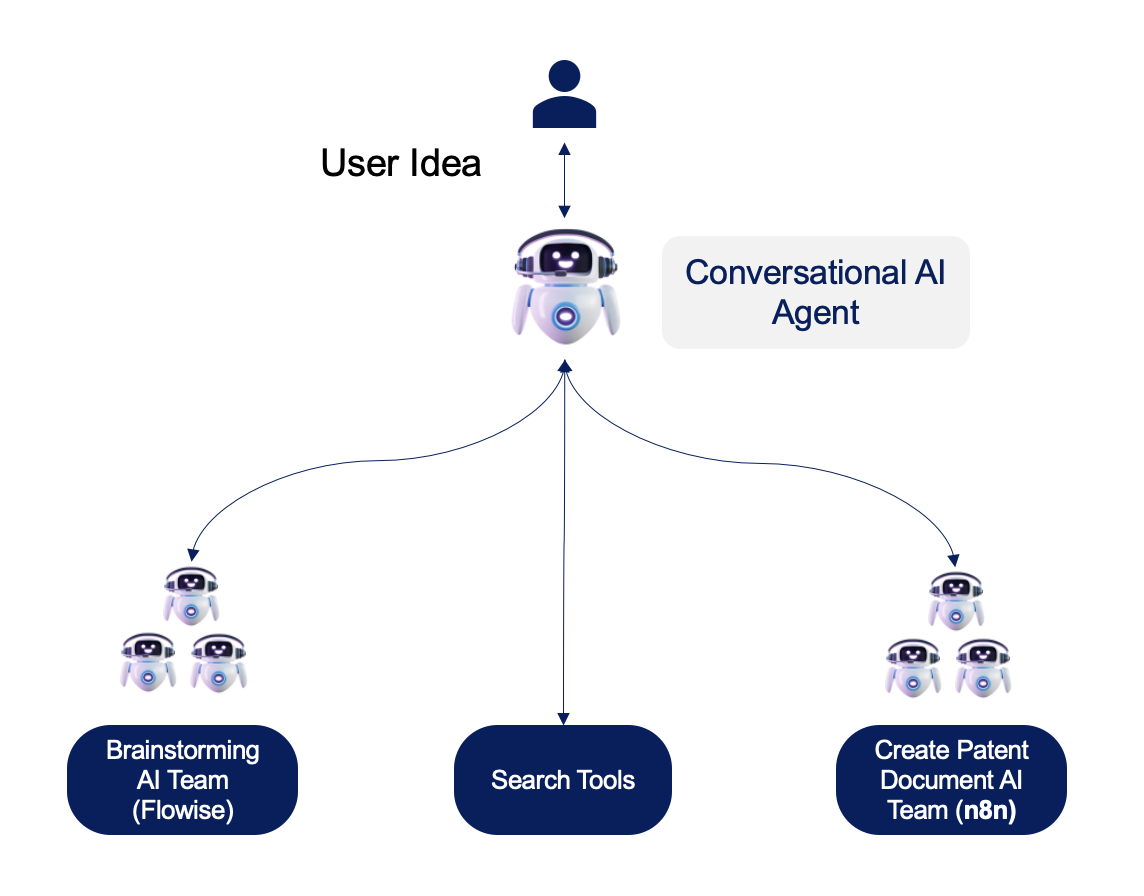 User Idea
Conversational AI
Agent
Brainstorming
AI Team
(Flowise)
Search Tools
Create Patent
Document AI
Team (n8n)